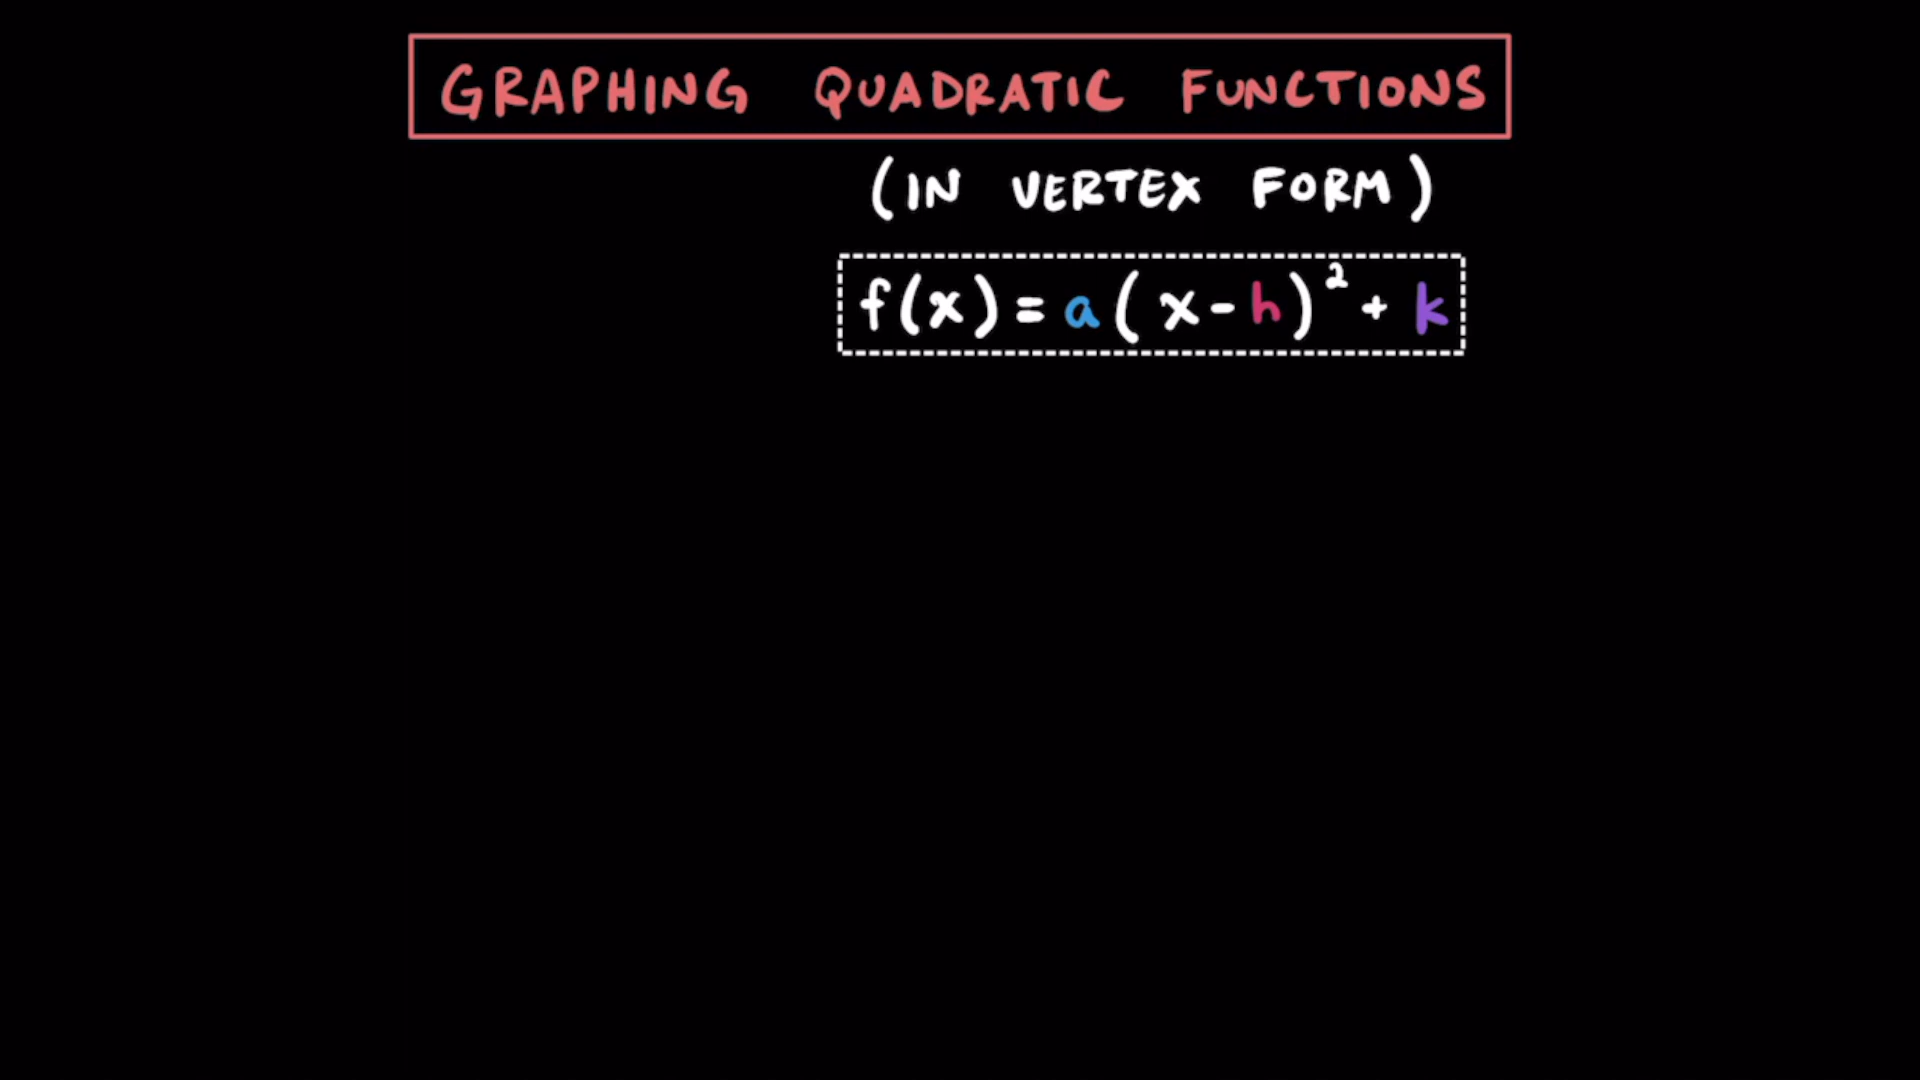 GRAPHING QUADRATIC FUNCTIONS
(IN VERTEX FORM)
f(x) = a(x-h)² + k